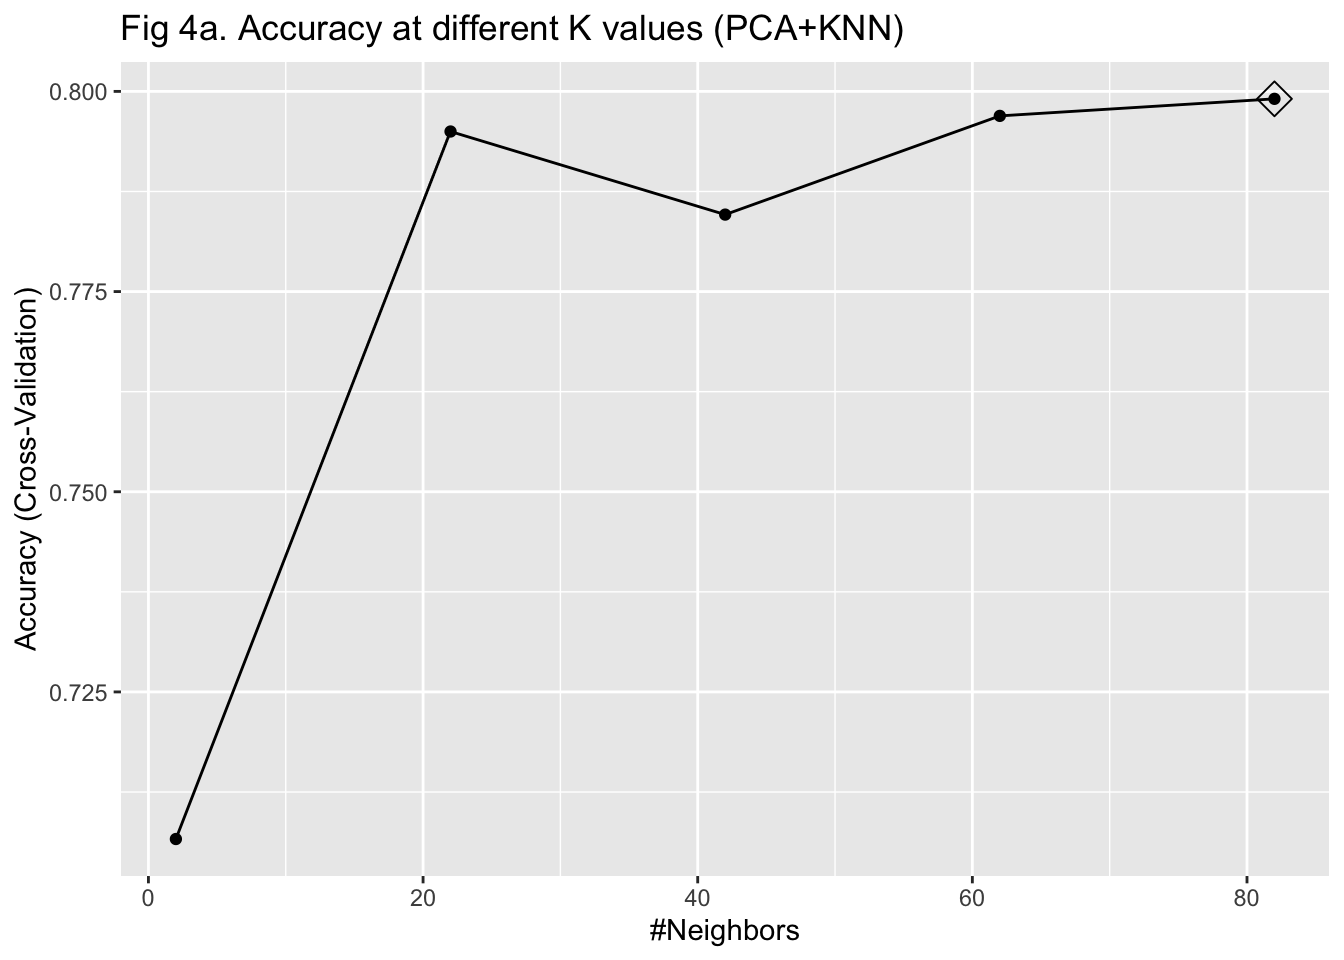 Fig 4a. Accuracy at different K values (PCA+KNN)
Accuracy (Cross-Validation)
0.800
0.775
0.750
0.725
0 20 40 60 80
#Neighbors